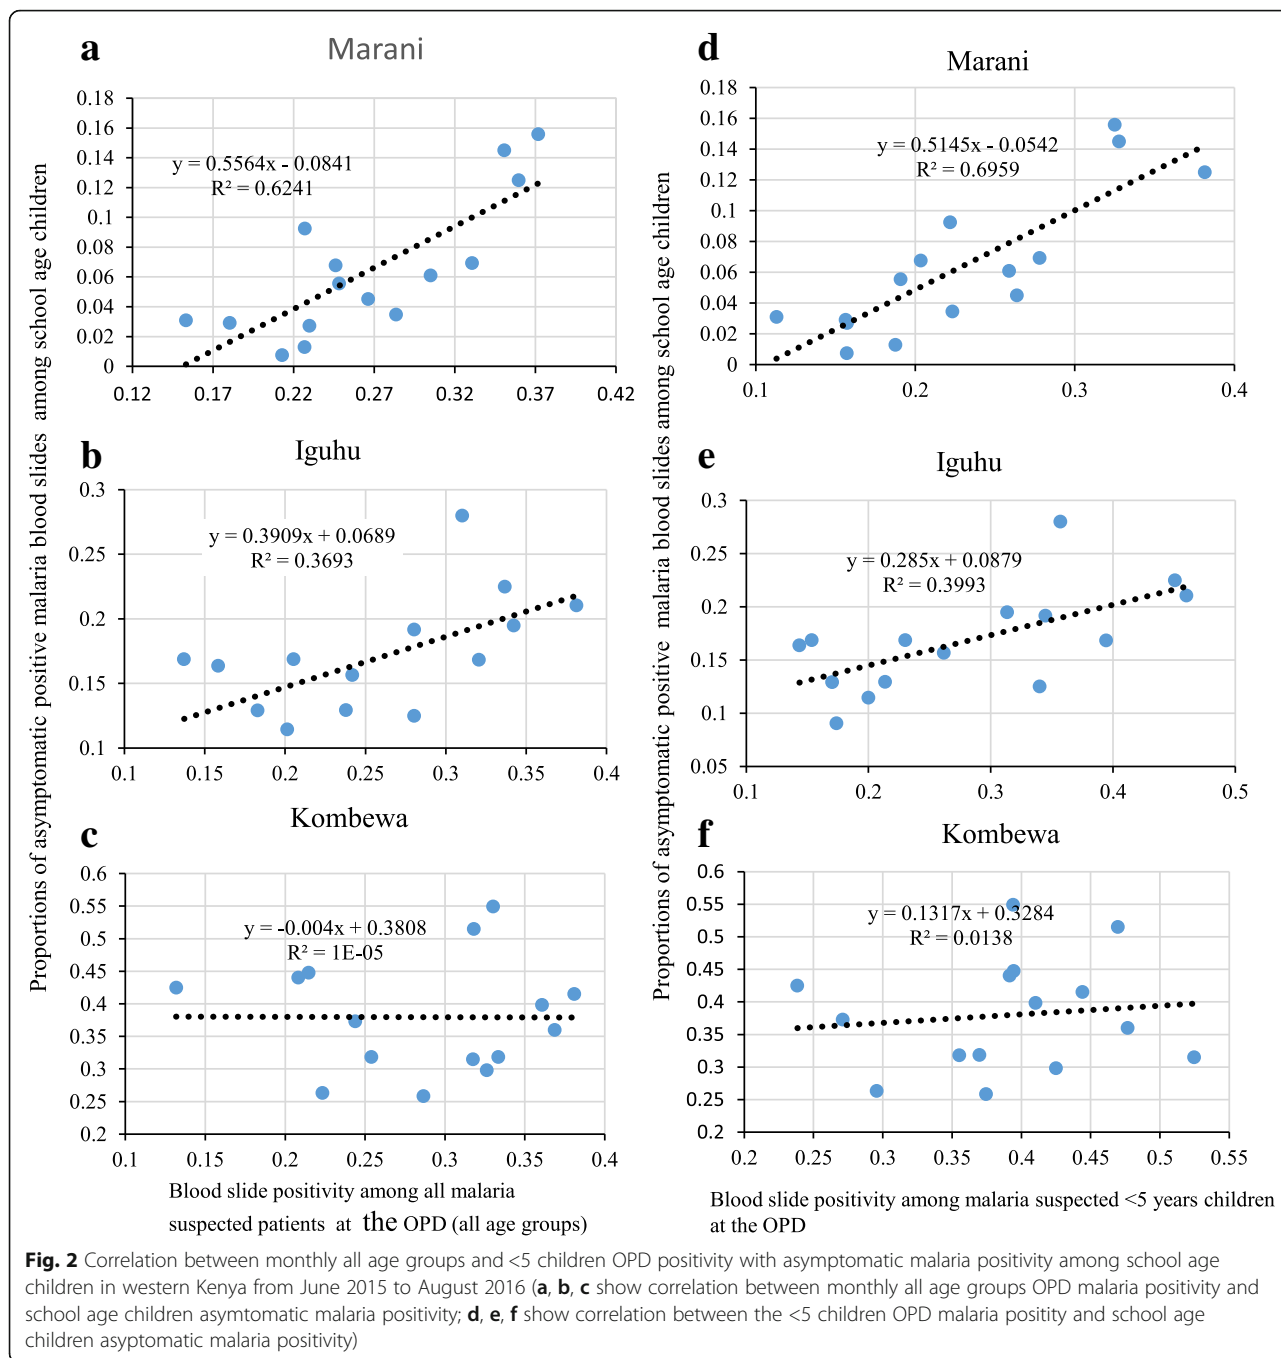 Proportions of asymptomatic positive malaria blood slides among school age children
a
Marani
0.18
0.16
0.14
0.12
0.1
0.08
0.06
0.04
0.02
0
y = 0.5564x - 0.0841
R² = 0.6241
0.12 0.17 0.22 0.27 0.32 0.37 0.42
b
Iguhu
0.3
0.25
0.2
0.15
0.1
y = 0.3909x + 0.0689
R² = 0.3693
0.1 0.15 0.2 0.25 0.3 0.35 0.4
c
Kombewa
0.6
0.55
0.5
0.45
0.4
0.35
0.3
0.25
0.2
y = -0.004x + 0.3808
R² = 1E-05
0.1 0.15 0.2 0.25 0.3 0.35 0.4
Blood slide positivity among all malaria
suspected patients at the OPD (all age groups)
Proportions of asymptomatic positive malaria blood slides among school age children
d
Marani
0.18
0.16
0.14
0.12
0.1
0.08
0.06
0.04
0.02
0
y = 0.5145x - 0.0542
R² = 0.6959
0.1 0.2 0.3 0.4
e
Iguhu
0.3
0.25
0.2
0.15
0.1
0.05
y = 0.285x + 0.0879
R² = 0.3993
0.1 0.2 0.3 0.4 0.5
f
Kombewa
0.6
0.55
0.5
0.45
0.4
0.35
0.3
0.25
0.2
y = 0.1317x + 0.3284
R² = 0.0138
0.2 0.25 0.3 0.35 0.4 0.45 0.5 0.55
Blood slide positivity among malaria suspected <5 years children
at the OPD
Fig. 2 Correlation between monthly all age groups and <5 children OPD positivity with asymptomatic malaria positivity among school age
children in western Kenya from June 2015 to August 2016 (a, b, c show correlation between monthly all age groups OPD malaria positivity and
school age children asymtomatic malaria positivity; d, e, f show correlation between the <5 children OPD malaria positity and school age
children asyptomatic malaria positivity)